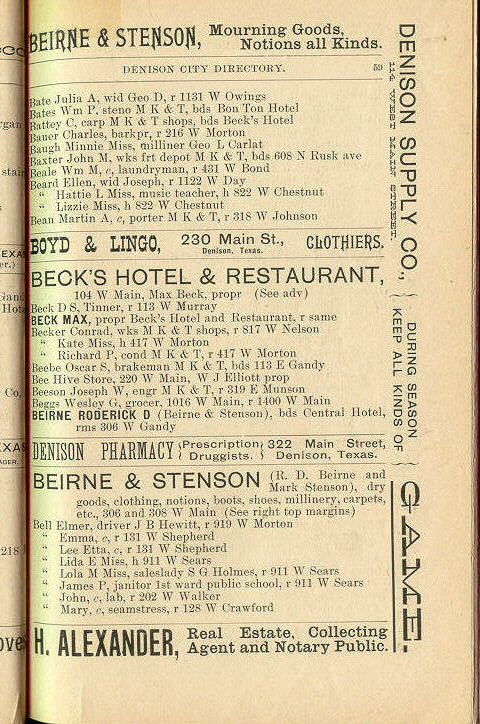 BEIRNE & STENSON, Mourning Goods, Notions all Kinds.
DENISON CITY DIRECTORY. 59
Bate Julia A, wid Geo D, r 1131 W Owings
Bates Wm P, steno M K & T, bds Bon Ton Hotel
Battey C, carp M K & T shops, bds Beck's Hotel
Bauer Charles, barkpr, r 216 W Morton
Baugh Minnie Miss, milliner Geo L Carlat
Baxter John M, wks frt depot M K & T, bds 608 N Rusk ave
Beale Wm M, c, laundryman, r 431 W Bond
Beard Ellen, wid Joseph, r 1122 W Day
“ Hattie L Miss, music teacher, h 822 W Chestnut
“ Lizzie Miss, h 822 W Chestnut
Bean Martin A, c, porter M K & T, r 318 W Johnson
BOYD & LINGO, 230 Main St., Denison, Texas. CLOTHIERS.
BECK'S HOTEL & RESTAURANT,
104 W Main, Max Beck, propr (See adv)
Beck D S, Tinner, r 113 W Murray
BECK MAX, propr Beck's Hotel and Restaurant, r same
Becker Conrad, wks M K & T shops, r 817 W Nelson
“ Kate Miss, h 417 W Morton
“ Richard P, cond M K & T, r 417 W Morton
Beebe Oscar S, brakeman M K & T, bds 113 E Gandy
Bee Hive Store, 220 W Main, W J Elliott prop
Beeson Joseph W, engr M K & T, r 319 E Munson
Beggs Wesley G, grocer, 1016 W Main, r 1400 W Main
BEIRNE RODERICK D (Beirne & Stenson), bds Central Hotel,
rms 306 W Gandy
DENISON PHARMACY (Prescription Druggists.) 322 Main Street, Denison, Texas.
BEIRNE & STENSON (R. D. Beirne and
Mark Stenson), dry
goods, clothing, notions, boots, shoes, millinery, carpets,
etc., 306 and 308 W Main (See right top margins)
Bell Elmer, driver J B Hewitt, r 919 W Morton
“ Emma, c, r 131 W Shepherd
“ Lee Etta, c, r 131 W Shepherd
“ Lida E Miss, h 911 W Sears
“ Lola M Miss, saleslady S G Holmes, r 911 W Sears
“ James P, janitor 1st ward public school, r 911 W Sears
“ John, c, lab, r 202 W Walker
“ Mary, c, seamstress, r 128 W Crawford
H. ALEXANDER, Real Estate, Collecting Agent and Notary Public.
DENISON SUPPLY CO.,
114 WEST MAIN STREET.
DURING SEASON
KEEP ALL KINDS OF
GAME.